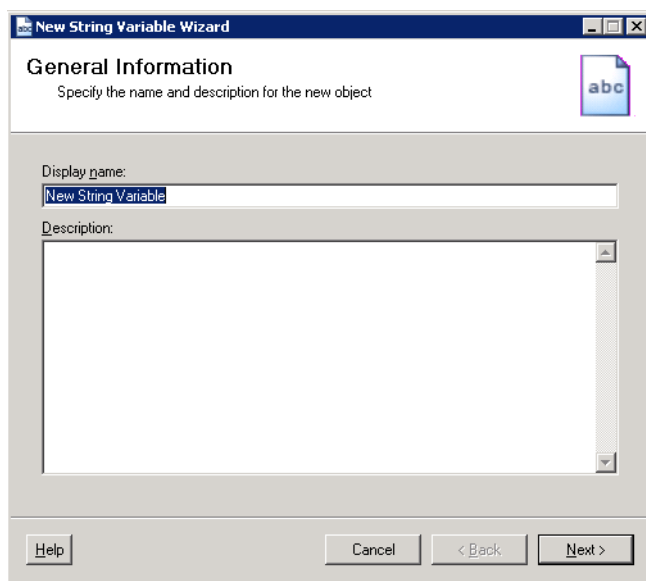 New String Variable Wizard
General Information
Specify the name and description for the new object
abc
Display name:
New String Variable
Description:
Help
Cancel
< Back
Next >